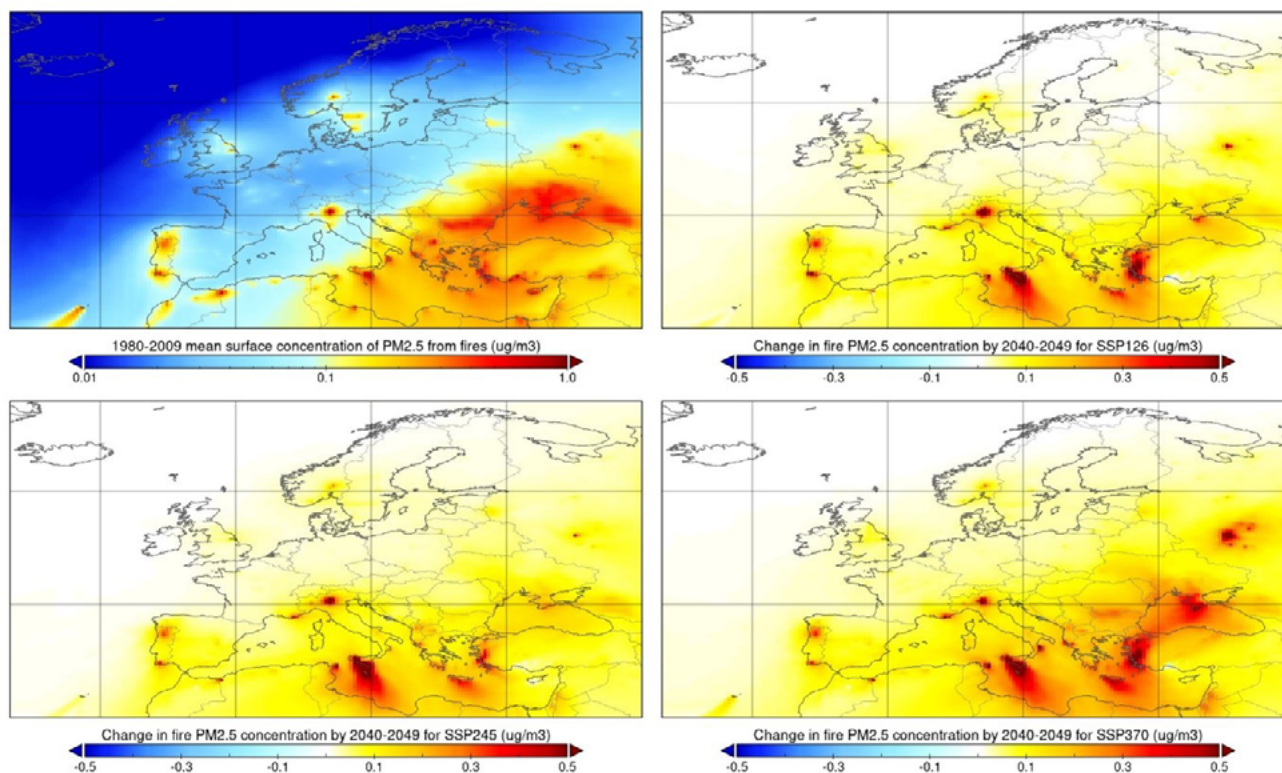 1980-2009 mean surface concentration of PM2.5 from fires (ug/m3)
0.01 0.1 1.0
Change in fire PM2.5 concentration by 2040-2049 for SSP126 (ug/m3)
-0.5 -0.3 -0.1 0.1 0.3 0.5
Change in fire PM2.5 concentration by 2040-2049 for SSP245 (ug/m3)
-0.5 -0.3 -0.1 0.1 0.3 0.5
Change in fire PM2.5 concentration by 2040-2049 for SSP370 (ug/m3)
-0.5 -0.3 -0.1 0.1 0.3 0.5